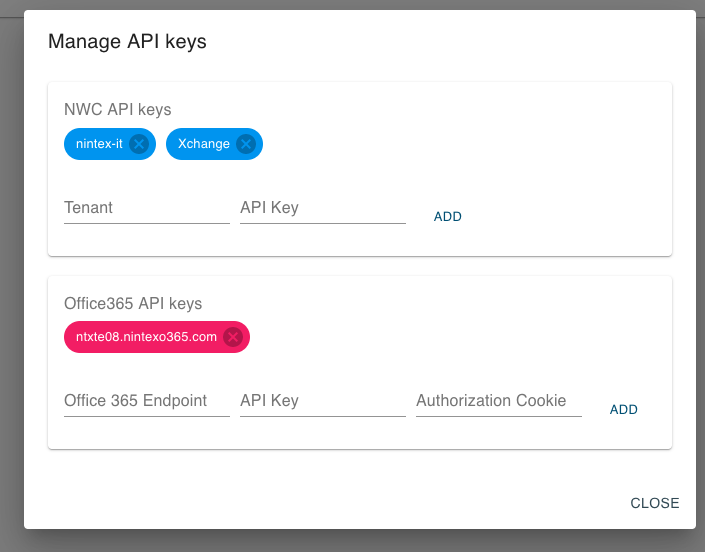 Manage API keys
NWC API keys
nintex-it Xchange
Tenant API Key ADD
Office365 API keys
ntxte08.nintexo365.com
Office 365 Endpoint API Key Authorization Cookie ADD
CLOSE